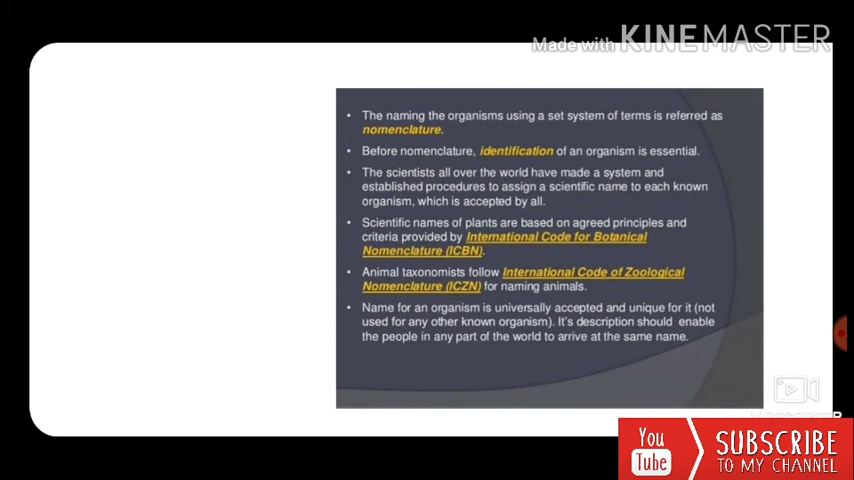 Made with KINEMASTER
• The naming the organisms using a set system of terms is referred as
nomenclature.
• Before nomenclature, identification of an organism is essential.
• The scientists all over the world have made a system and
established procedures to assign a scientific name to each known
organism, which is accepted by all.
• Scientific names of plants are based on agreed principles and
criteria provided by International Code for Botanical
Nomenclature (ICBN).
• Animal taxonomists follow International Code of Zoological
Nomenclature (ICZN) for naming animals.
• Name for an organism is universally accepted and unique for it (not
used for any other known organism). It's description should enable
the people in any part of the world to arrive at the same name.
You
Tube
SUBSCRIBE
TO MY CHANNEL